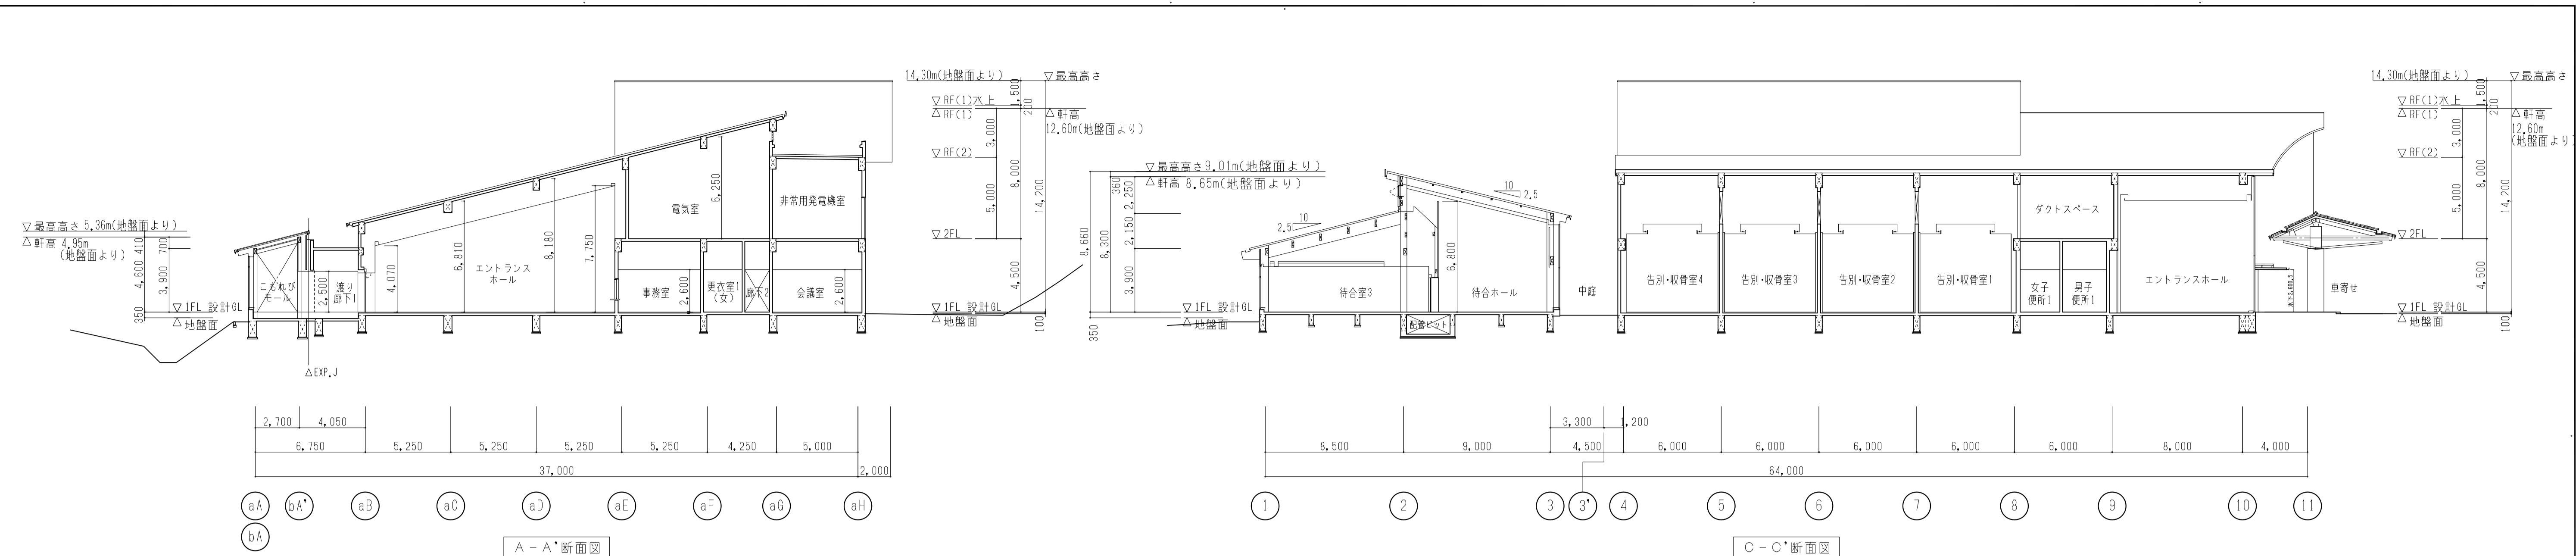 14.30m(地盤面より)
▽最高高さ
▽RF(1)水上
△RF(1)
△軒高
12.60m(地盤面より)
▽RF(2)
▽2FL
▽1FL 設計GL
△地盤面
500
200
3,000
5,000
8,000
14,200
4,500
100
▽最高高さ 5.36m(地盤面より)
△軒高 4.95m
(地盤面より)
▽1FL 設計GL
△地盤面
410
700
4,600
3,900
350
こもれび
モール
2,500
渡り
廊下1
4,070
6,810
エントランス
ホール
8,180
7,750
電気室
6,250
非常用発電機室
事務室
2,600
更衣室1
(女)
廊下2
会議室
2,600
△EXP.J
2,700
4,050
6,750
5,250
5,250
5,250
5,250
4,250
5,000
37,000
2,000
aA
bA'
aB
aC
aD
aE
aF
aG
aH
bA
A-A'断面図
▽最高高さ9.01m(地盤面より)
△軒高 8.65m(地盤面より)
360
2,250
2,150
3,900
8,660
8,300
350
▽1FL 設計GL
△地盤面
10
2.5
10
2.5
6,800
待合室3
待合ホール
配管ピット
中庭
告別・収骨室4
告別・収骨室3
告別・収骨室2
告別・収骨室1
ダクトスペース
女子
便所1
男子
便所1
エントランスホール
車寄せ
14.30m(地盤面より)
▽最高高さ
▽RF(1)水上
△RF(1)
△軒高
12.60m
(地盤面より)
▽RF(2)
▽2FL
▽1FL 設計GL
△地盤面
500
200
3,000
5,000
8,000
14,200
4,500
100
3,300
1,200
8,500
9,000
4,500
6,000
6,000
6,000
6,000
6,000
8,000
4,000
64,000
1
2
3
3'
4
5
6
7
8
9
10
11
C-C'断面図